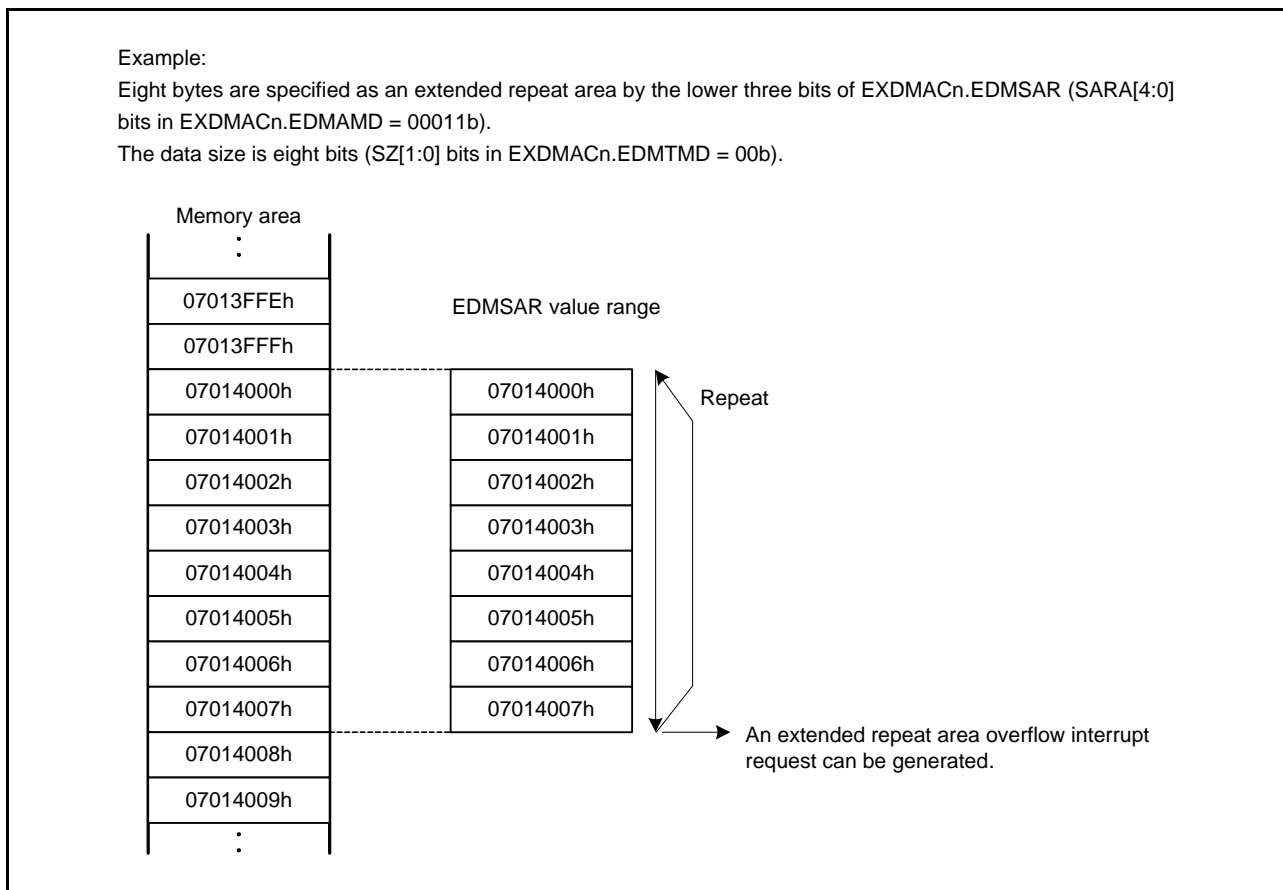 Example:
Eight bytes are specified as an extended repeat area by the lower three bits of EXDMACn.EDMSAR (SARA[4:0]
bits in EXDMACn.EDMAMD = 00011b).
The data size is eight bits (SZ[1:0] bits in EXDMACn.EDMTMD = 00b).
Memory area
07013FFEh
EDMSAR value range
07013FFFh
07014000h
07014000h
Repeat
07014001h
07014001h
07014002h
07014002h
07014003h
07014003h
07014004h
07014004h
07014005h
07014005h
07014006h
07014006h
07014007h
07014007h
An extended repeat area overflow interrupt
request can be generated.
07014008h
07014009h